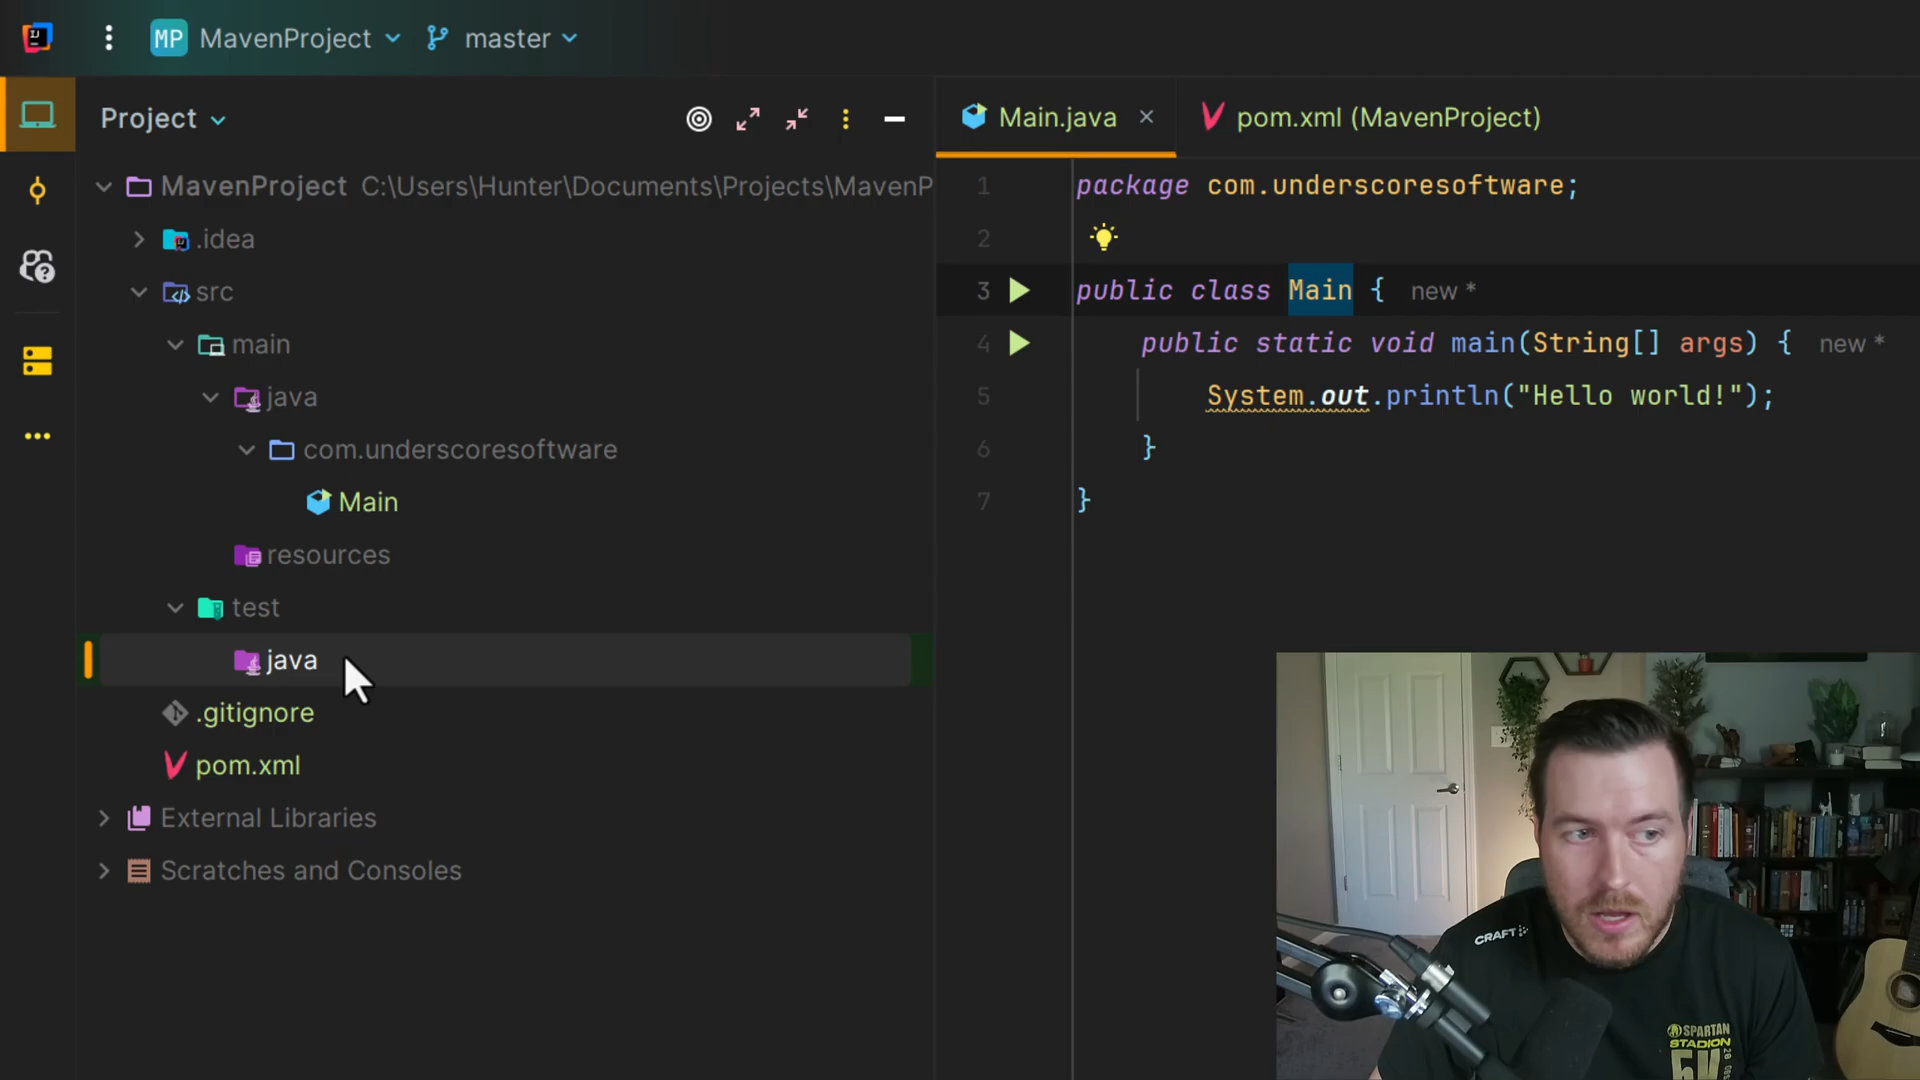 MP MavenProject master
Project
MavenProject C:\Users\Hunter\Documents\Projects\MavenP
.idea
src
main
java
com.underscoresoftware
Main
resources
test
java
.gitignore
pom.xml
External Libraries
Scratches and Consoles
Main.java pom.xml (MavenProject)
1 package com.underscoresoftware;
2
3 public class Main { new *
4 public static void main(String[] args) { new *
5 System.out.println("Hello world!");
6 }
7 }
CRAFT
SPARTAN
STADION
5K